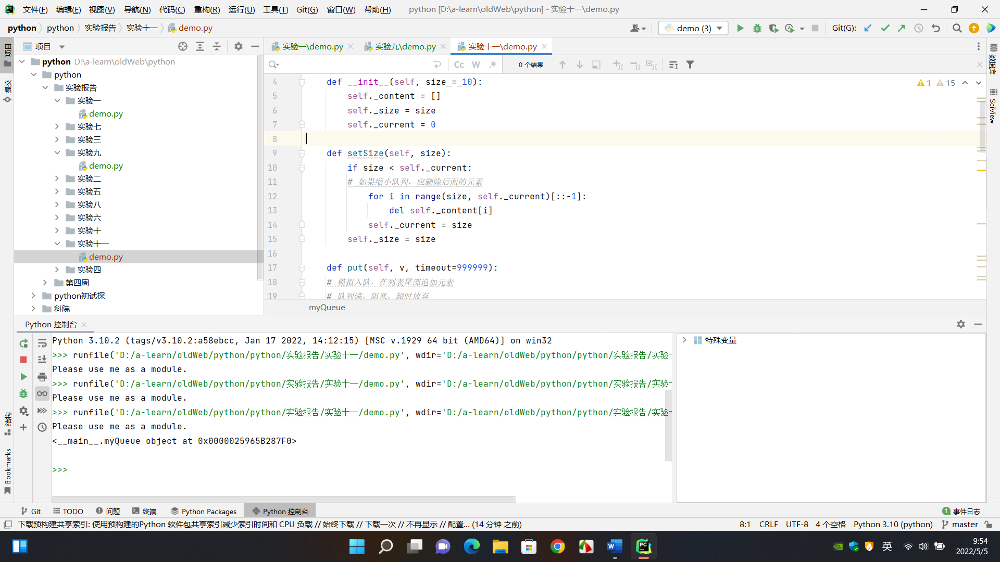 文件(F) 编辑(E) 视图(V) 导航(N) 代码(C) 重构(R) 运行(U) 工具(T) Git(G) 窗口(W) 帮助(H) python [D:\a-learn\oldWeb\python] - 实验十一\demo.py
python python 实验报告 实验十一 demo.py demo (3) Git(G):
项目 实验一\demo.py 实验九\demo.py 实验十一\demo.py
python D:\a-learn\oldWeb\python
python
实验报告
实验一
demo.py
实验七
实验三
实验九
demo.py
实验二
实验五
实验八
实验六
实验十
实验十一
demo.py
实验四
第四周
python初试探
科院
项目
提交
结构
Bookmarks
数据库
SciView
Cc W .* 0 个结果
1 15
4 def __init__(self, size = 10):
5 self._content = []
6 self._size = size
7 self._current = 0
8
9 def setSize(self, size):
10 if size < self._current:
11 # 如果缩小队列，应删除后面的元素
12 for i in range(size, self._current)[::-1]:
13 del self._content[i]
14 self._current = size
15 self._size = size
16
17 def put(self, v, timeout=999999):
18 # 模拟入队，在列表尾部追加元素
19 # 队列满，阻塞，超时放弃
myQueue
Python 控制台
Python 3.10.2 (tags/v3.10.2:a58ebcc, Jan 17 2022, 14:12:15) [MSC v.1929 64 bit (AMD64)] on win32
>>> runfile('D:/a-learn/oldWeb/python/python/实验报告/实验十一/demo.py', wdir='D:/a-learn/oldWeb/python/python/实验报告/实验
Please use me as a module.
>>> runfile('D:/a-learn/oldWeb/python/python/实验报告/实验十一/demo.py', wdir='D:/a-learn/oldWeb/python/python/实验报告/实验
Please use me as a module.
>>> runfile('D:/a-learn/oldWeb/python/python/实验报告/实验十一/demo.py', wdir='D:/a-learn/oldWeb/python/python/实验报告/实验
Please use me as a module.
<__main__.myQueue object at 0x0000025965B287F0>
>>>
特殊变量
Git TODO 问题 终端 Python Packages Python 控制台 1 事件日志
下载预构建共享索引: 使用预构建的Python 软件包共享索引减少索引时间和 CPU 负载 // 始终下载 // 下载一次 // 不再显示 // 配置... (14 分钟 之前) 8:1 CRLF UTF-8 4 个空格 Python 3.10 (python) master
英 9:54
2022/5/5